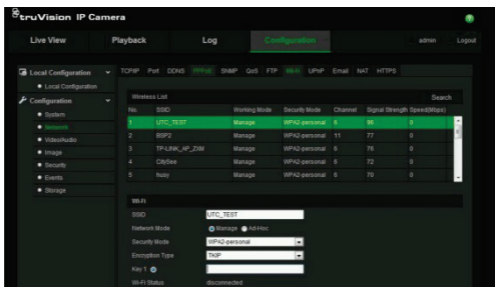 truVision IP Camera
Live View Playback Log Configuration admin Logout
Local Configuration
Local Configuration
Configuration
System
Network
Video/Audio
Image
Security
Events
Storage
TCP/IP Port DDNS PPPoE SNMP QoS FTP Wi-Fi UPnP Email NAT HTTPS
Wireless List Search
No. SSID Working Mode Security Mode Channel Signal Strength Speed(Mbps)
1 UTC_TEST Manage WPA2-personal 6 96 0
2 BSP2 Manage WPA2-personal 11 77 0
3 Manage WPA2-personal 6 76 0
4 CitySee Manage WPA2-personal 6 72 0
5 Manage WPA2-personal 6 70 0
Wi-Fi
SSID UTC_TEST
Network Mode Manage Ad-Hoc
Security Mode WPA2-personal
Encryption Type TKIP
Key 1
Wi-Fi Status disconnected